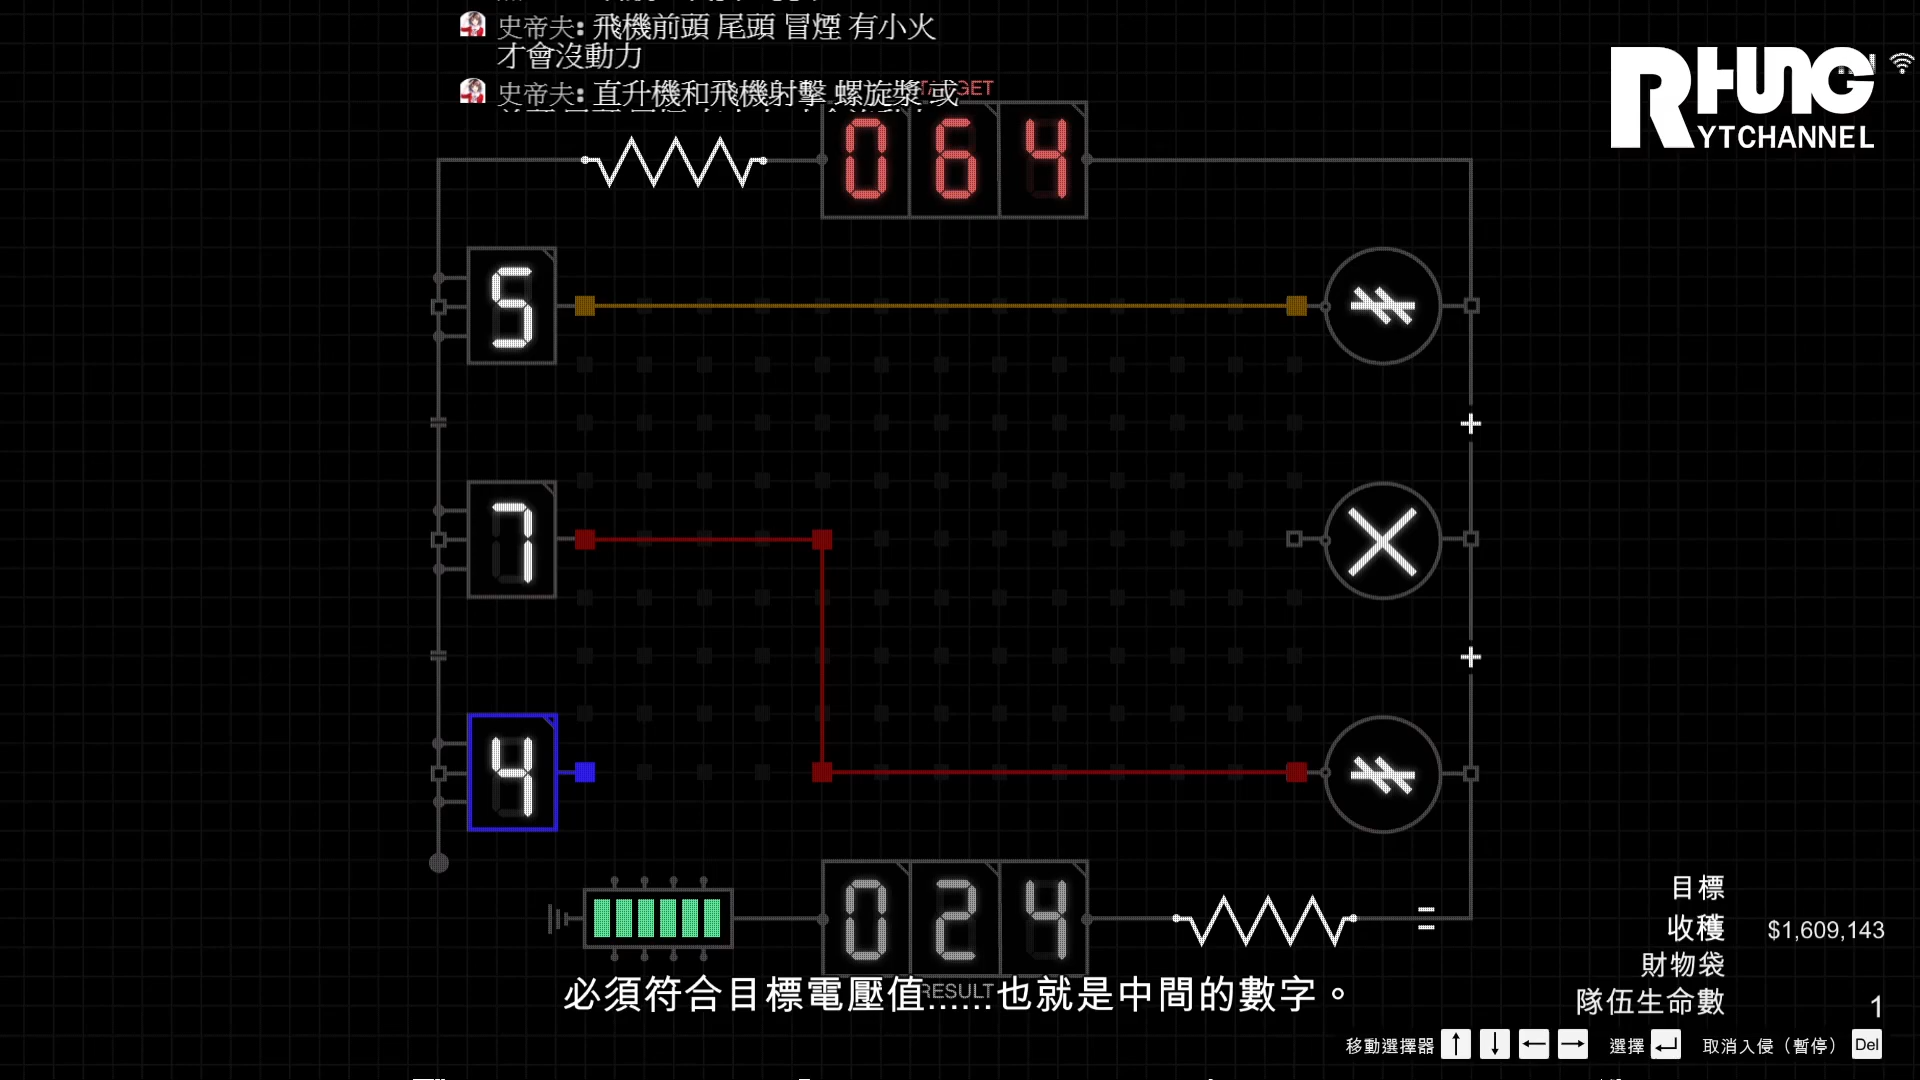 史帝夫: 飛機前頭 尾頭 冒煙 有小火
才會沒動力
史帝夫: 直升機和飛機射擊 螺旋槳 或
TARGET
064
RHUNG
YTCHANNEL
5
7
+
4
+
024
=
RESULT
必須符合目標電壓值……也就是中間的數字。
目標
收穫 $1,609,143
財物袋
隊伍生命數 1
移動選擇器 ↑ ↓ ← → 選擇 ↵ 取消入侵（暫停） Del